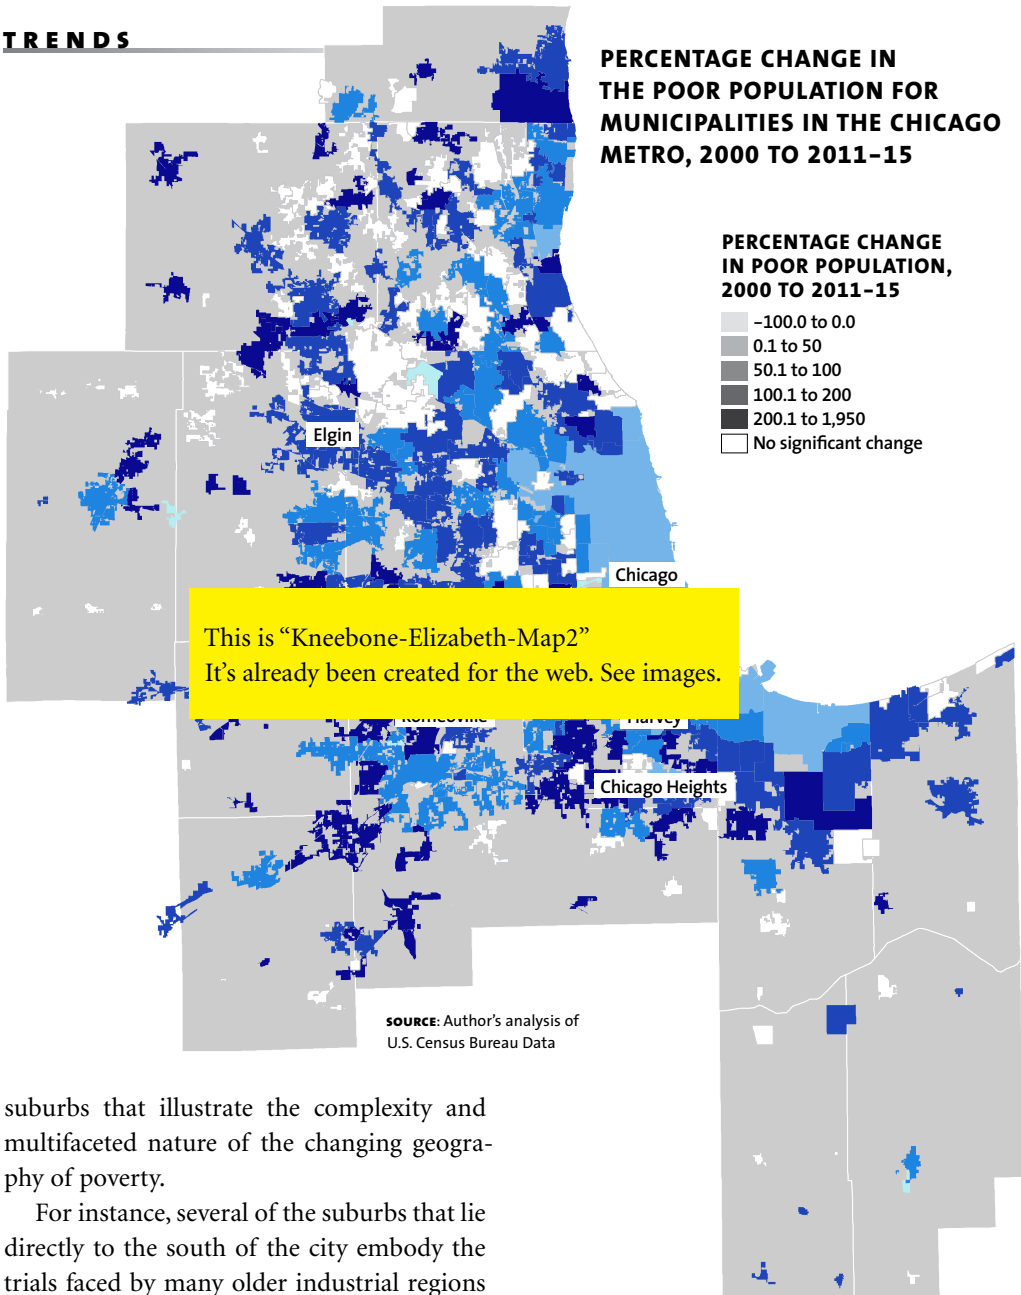 TRENDS
PERCENTAGE CHANGE IN
THE POOR POPULATION FOR
MUNICIPALITIES IN THE CHICAGO
METRO, 2000 TO 2011–15
PERCENTAGE CHANGE
IN POOR POPULATION,
2000 TO 2011–15
–100.0 to 0.0
0.1 to 50
50.1 to 100
100.1 to 200
200.1 to 1,950
No significant change
Elgin
Chicago
This is “Kneebone-Elizabeth-Map2”
It’s already been created for the web. See images.
Romeoville
Harvey
Chicago Heights
SOURCE: Author’s analysis of
U.S. Census Bureau Data
suburbs that illustrate the complexity and
multifaceted nature of the changing geogra-
phy of poverty.
For instance, several of the suburbs that lie
directly to the south of the city embody the
trials faced by many older industrial regions